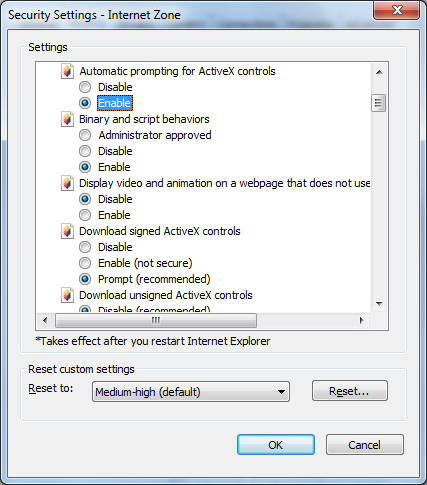 Security Settings - Internet Zone
Settings
Automatic prompting for ActiveX controls
Disable
Enable
Binary and script behaviors
Administrator approved
Disable
Enable
Display video and animation on a webpage that does not use
Disable
Enable
Download signed ActiveX controls
Disable
Enable (not secure)
Prompt (recommended)
Download unsigned ActiveX controls
Disable (recommended)
*Takes effect after you restart Internet Explorer
Reset custom settings
Reset to:
Medium-high (default)
Reset...
OK
Cancel